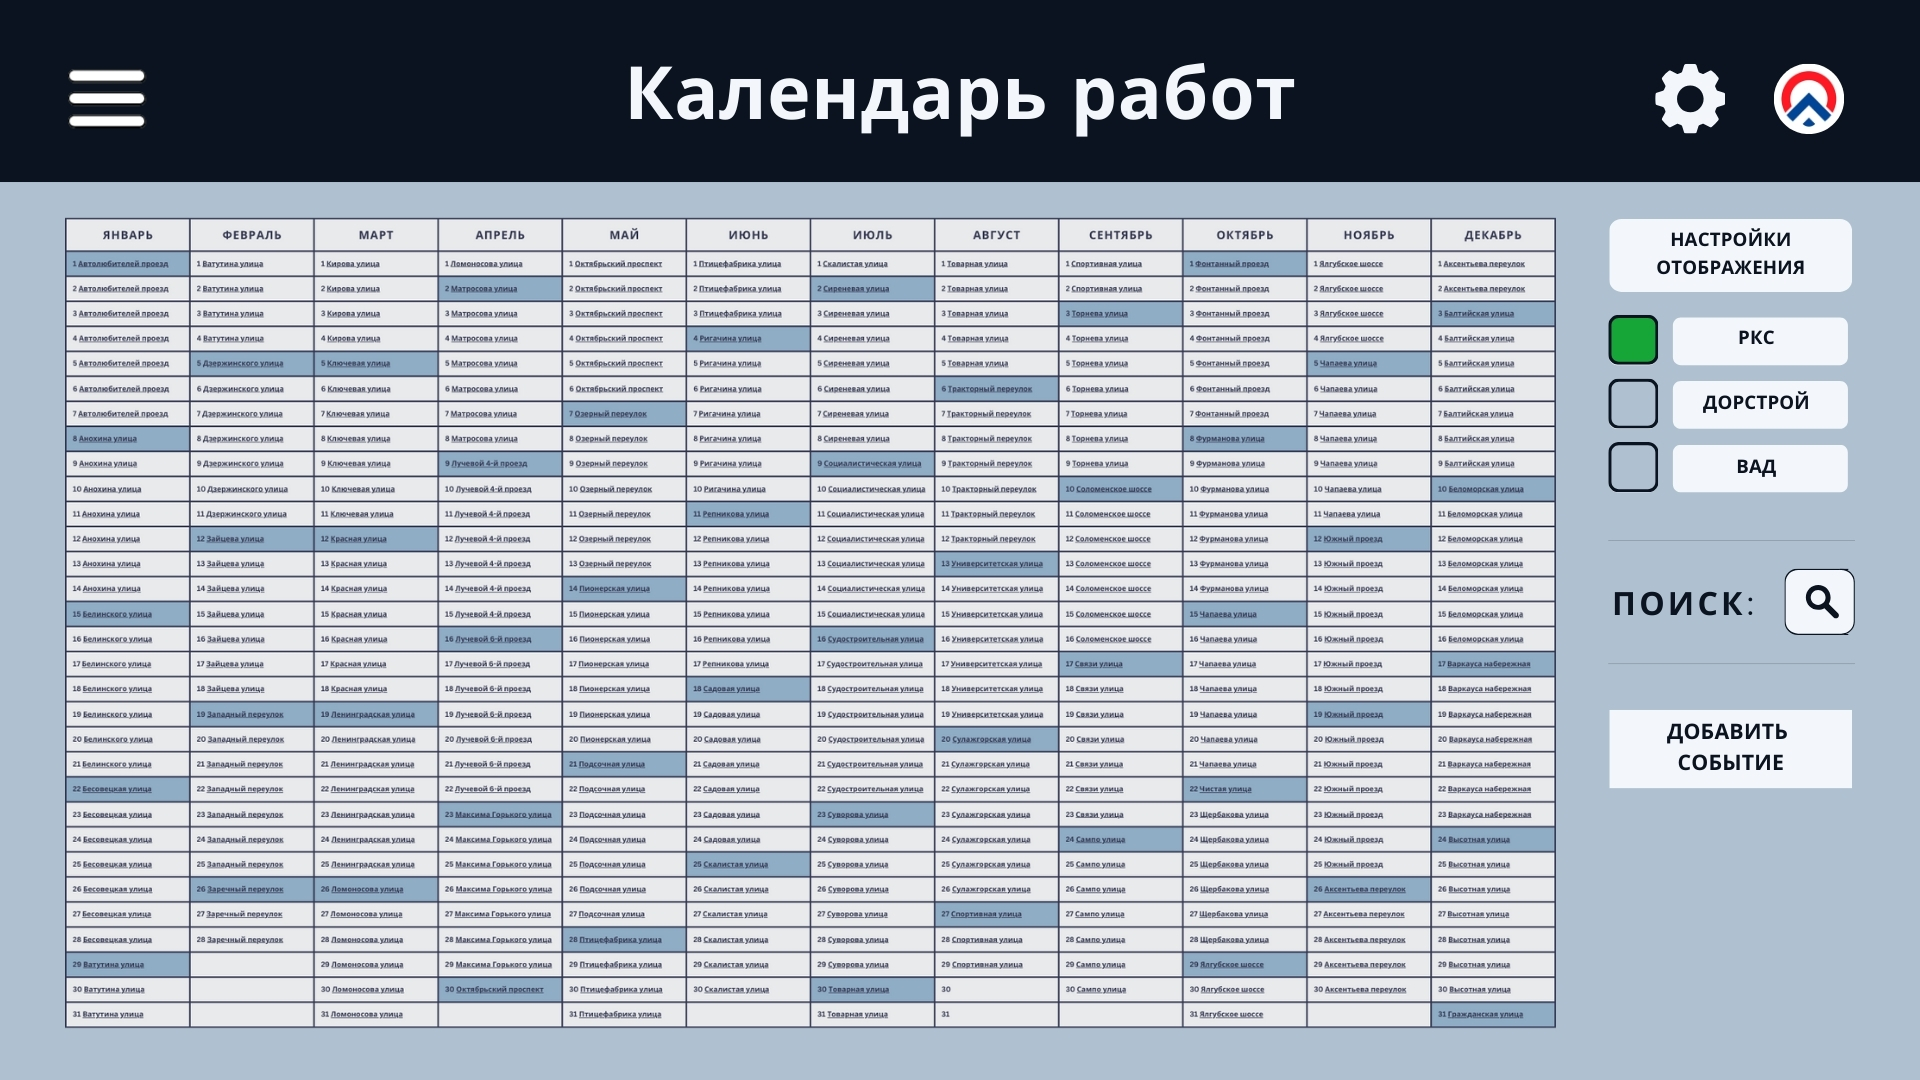 Календарь работ
ЯНВАРЬ ФЕВРАЛЬ МАРТ АПРЕЛЬ МАЙ ИЮНЬ ИЮЛЬ АВГУСТ СЕНТЯБРЬ ОКТЯБРЬ НОЯБРЬ ДЕКАБРЬ
1 Автолюбителей проезд 1 Ватутина улица 1 Кирова улица 1 Ломоносова улица 1 Октябрьский проспект 1 Птицефабрика улица 1 Скалистая улица 1 Товарная улица 1 Спортивная улица 1 Фонтанный проезд 1 Ялгубское шоссе 1 Аксентьева переулок
2 Автолюбителей проезд 2 Ватутина улица 2 Кирова улица 2 Матросова улица 2 Октябрьский проспект 2 Птицефабрика улица 2 Сиреневая улица 2 Товарная улица 2 Спортивная улица 2 Фонтанный проезд 2 Ялгубское шоссе 2 Аксентьева переулок
3 Автолюбителей проезд 3 Ватутина улица 3 Кирова улица 3 Матросова улица 3 Октябрьский проспект 3 Птицефабрика улица 3 Сиреневая улица 3 Товарная улица 3 Торнева улица 3 Фонтанный проезд 3 Ялгубское шоссе 3 Балтийская улица
4 Автолюбителей проезд 4 Ватутина улица 4 Кирова улица 4 Матросова улица 4 Октябрьский проспект 4 Ригачина улица 4 Сиреневая улица 4 Товарная улица 4 Торнева улица 4 Фонтанный проезд 4 Ялгубское шоссе 4 Балтийская улица
5 Автолюбителей проезд 5 Дзержинского улица 5 Ключевая улица 5 Матросова улица 5 Октябрьский проспект 5 Ригачина улица 5 Сиреневая улица 5 Товарная улица 5 Торнева улица 5 Фонтанный проезд 5 Чапаева улица 5 Балтийская улица
6 Автолюбителей проезд 6 Дзержинского улица 6 Ключевая улица 6 Матросова улица 6 Октябрьский проспект 6 Ригачина улица 6 Сиреневая улица 6 Тракторный переулок 6 Торнева улица 6 Фонтанный проезд 6 Чапаева улица 6 Балтийская улица
7 Автолюбителей проезд 7 Дзержинского улица 7 Ключевая улица 7 Матросова улица 7 Озерный переулок 7 Ригачина улица 7 Сиреневая улица 7 Тракторный переулок 7 Торнева улица 7 Фонтанный проезд 7 Чапаева улица 7 Балтийская улица
8 Анохина улица 8 Дзержинского улица 8 Ключевая улица 8 Матросова улица 8 Озерный переулок 8 Ригачина улица 8 Сиреневая улица 8 Тракторный переулок 8 Торнева улица 8 Фурманова улица 8 Чапаева улица 8 Балтийская улица
9 Анохина улица 9 Дзержинского улица 9 Ключевая улица 9 Лучевой 4-й проезд 9 Озерный переулок 9 Ригачина улица 9 Социалистическая улица 9 Тракторный переулок 9 Торнева улица 9 Фурманова улица 9 Чапаева улица 9 Балтийская улица
10 Анохина улица 10 Дзержинского улица 10 Ключевая улица 10 Лучевой 4-й проезд 10 Озерный переулок 10 Ригачина улица 10 Социалистическая улица 10 Тракторный переулок 10 Соломенское шоссе 10 Фурманова улица 10 Чапаева улица 10 Беломорская улица
11 Анохина улица 11 Дзержинского улица 11 Ключевая улица 11 Лучевой 4-й проезд 11 Озерный переулок 11 Репникова улица 11 Социалистическая улица 11 Тракторный переулок 11 Соломенское шоссе 11 Фурманова улица 11 Чапаева улица 11 Беломорская улица
12 Анохина улица 12 Зайцева улица 12 Красная улица 12 Лучевой 4-й проезд 12 Озерный переулок 12 Репникова улица 12 Социалистическая улица 12 Тракторный переулок 12 Соломенское шоссе 12 Фурманова улица 12 Южный проезд 12 Беломорская улица
13 Анохина улица 13 Зайцева улица 13 Красная улица 13 Лучевой 4-й проезд 13 Озерный переулок 13 Репникова улица 13 Социалистическая улица 13 Университетская улица 13 Соломенское шоссе 13 Фурманова улица 13 Южный проезд 13 Беломорская улица
14 Анохина улица 14 Зайцева улица 14 Красная улица 14 Лучевой 4-й проезд 14 Пионерская улица 14 Репникова улица 14 Социалистическая улица 14 Университетская улица 14 Соломенское шоссе 14 Фурманова улица 14 Южный проезд 14 Беломорская улица
15 Белинского улица 15 Зайцева улица 15 Красная улица 15 Лучевой 4-й проезд 15 Пионерская улица 15 Репникова улица 15 Социалистическая улица 15 Университетская улица 15 Соломенское шоссе 15 Чапаева улица 15 Южный проезд 15 Беломорская улица
16 Белинского улица 16 Зайцева улица 16 Красная улица 16 Лучевой 6-й проезд 16 Пионерская улица 16 Репникова улица 16 Судостроительная улица 16 Университетская улица 16 Соломенское шоссе 16 Чапаева улица 16 Южный проезд 16 Беломорская улица
17 Белинского улица 17 Зайцева улица 17 Красная улица 17 Лучевой 6-й проезд 17 Пионерская улица 17 Репникова улица 17 Судостроительная улица 17 Университетская улица 17 Связи улица 17 Чапаева улица 17 Южный проезд 17 Варкауса набережная
18 Белинского улица 18 Зайцева улица 18 Красная улица 18 Лучевой 6-й проезд 18 Пионерская улица 18 Садовая улица 18 Судостроительная улица 18 Университетская улица 18 Связи улица 18 Чапаева улица 18 Южный проезд 18 Варкауса набережная
19 Белинского улица 19 Западный переулок 19 Ленинградская улица 19 Лучевой 6-й проезд 19 Пионерская улица 19 Садовая улица 19 Судостроительная улица 19 Университетская улица 19 Связи улица 19 Чапаева улица 19 Южный проезд 19 Варкауса набережная
20 Белинского улица 20 Западный переулок 20 Ленинградская улица 20 Лучевой 6-й проезд 20 Пионерская улица 20 Садовая улица 20 Судостроительная улица 20 Сулажгорская улица 20 Связи улица 20 Чапаева улица 20 Южный проезд 20 Варкауса набережная
21 Белинского улица 21 Западный переулок 21 Ленинградская улица 21 Лучевой 6-й проезд 21 Подсочная улица 21 Садовая улица 21 Судостроительная улица 21 Сулажгорская улица 21 Связи улица 21 Чапаева улица 21 Южный проезд 21 Варкауса набережная
22 Бесовецкая улица 22 Западный переулок 22 Ленинградская улица 22 Лучевой 6-й проезд 22 Подсочная улица 22 Садовая улица 22 Судостроительная улица 22 Сулажгорская улица 22 Связи улица 22 Чистая улица 22 Южный проезд 22 Варкауса набережная
23 Бесовецкая улица 23 Западный переулок 23 Ленинградская улица 23 Максима Горького улица 23 Подсочная улица 23 Садовая улица 23 Суворова улица 23 Сулажгорская улица 23 Связи улица 23 Щербакова улица 23 Южный проезд 23 Варкауса набережная
24 Бесовецкая улица 24 Западный переулок 24 Ленинградская улица 24 Максима Горького улица 24 Подсочная улица 24 Садовая улица 24 Суворова улица 24 Сулажгорская улица 24 Сампо улица 24 Щербакова улица 24 Южный проезд 24 Высотная улица
25 Бесовецкая улица 25 Западный переулок 25 Ленинградская улица 25 Максима Горького улица 25 Подсочная улица 25 Скалистая улица 25 Суворова улица 25 Сулажгорская улица 25 Сампо улица 25 Щербакова улица 25 Южный проезд 25 Высотная улица
26 Бесовецкая улица 26 Заречный переулок 26 Ломоносова улица 26 Максима Горького улица 26 Подсочная улица 26 Скалистая улица 26 Суворова улица 26 Сулажгорская улица 26 Сампо улица 26 Щербакова улица 26 Аксентьева переулок 26 Высотная улица
27 Бесовецкая улица 27 Заречный переулок 27 Ломоносова улица 27 Максима Горького улица 27 Подсочная улица 27 Скалистая улица 27 Суворова улица 27 Спортивная улица 27 Сампо улица 27 Щербакова улица 27 Аксентьева переулок 27 Высотная улица
28 Бесовецкая улица 28 Заречный переулок 28 Ломоносова улица 28 Максима Горького улица 28 Птицефабрика улица 28 Скалистая улица 28 Суворова улица 28 Спортивная улица 28 Сампо улица 28 Щербакова улица 28 Аксентьева переулок 28 Высотная улица
29 Ватутина улица 29 Ломоносова улица 29 Максима Горького улица 29 Птицефабрика улица 29 Скалистая улица 29 Суворова улица 29 Спортивная улица 29 Сампо улица 29 Ялгубское шоссе 29 Аксентьева переулок 29 Высотная улица
30 Ватутина улица 30 Ломоносова улица 30 Октябрьский проспект 30 Птицефабрика улица 30 Скалистая улица 30 Товарная улица 30 30 Сампо улица 30 Ялгубское шоссе 30 Аксентьева переулок 30 Высотная улица
31 Ватутина улица 31 Ломоносова улица 31 Птицефабрика улица 31 Товарная улица 31 31 Ялгубское шоссе 31 Гражданская улица
НАСТРОЙКИ
ОТОБРАЖЕНИЯ
РКС
ДОРСТРОЙ
ВАД
ПОИСК:
ДОБАВИТЬ
СОБЫТИЕ